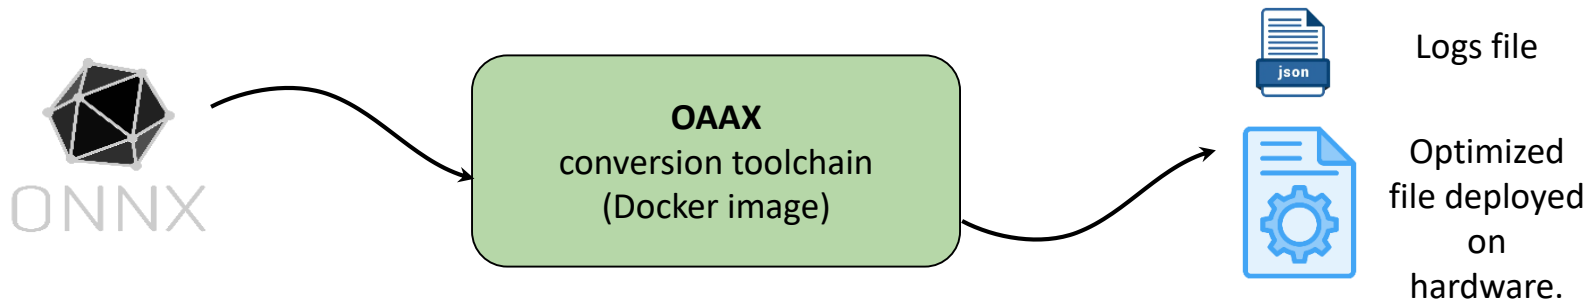 ONNX
OAAX
conversion toolchain
(Docker image)
json
Logs file
Optimized
file deployed
on
hardware.